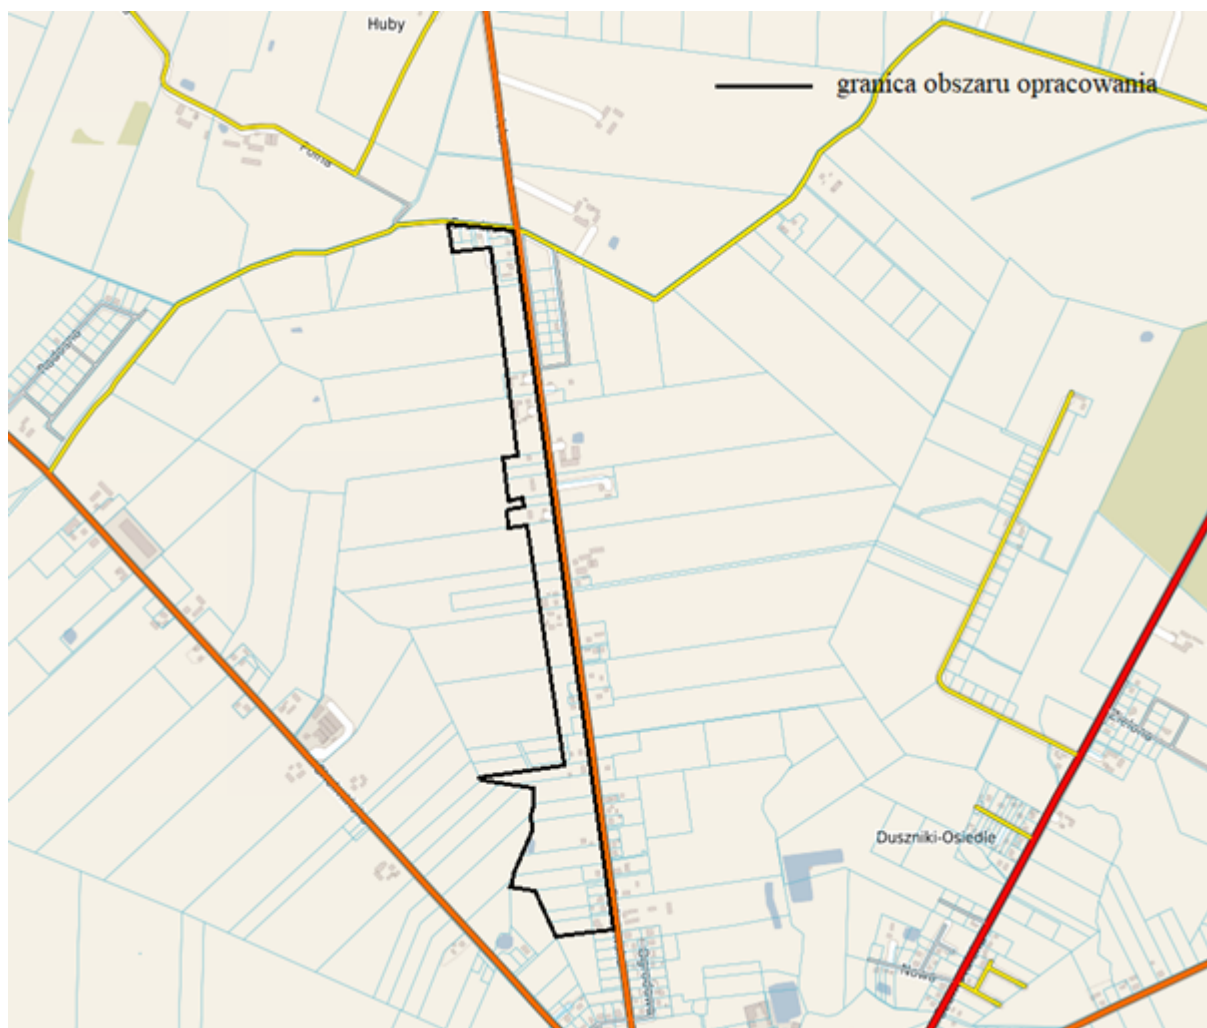 Huby
granica obszaru opracowania
Polna
Zielona
Duszniki-Osiedle
Nowa
Ogrodowa